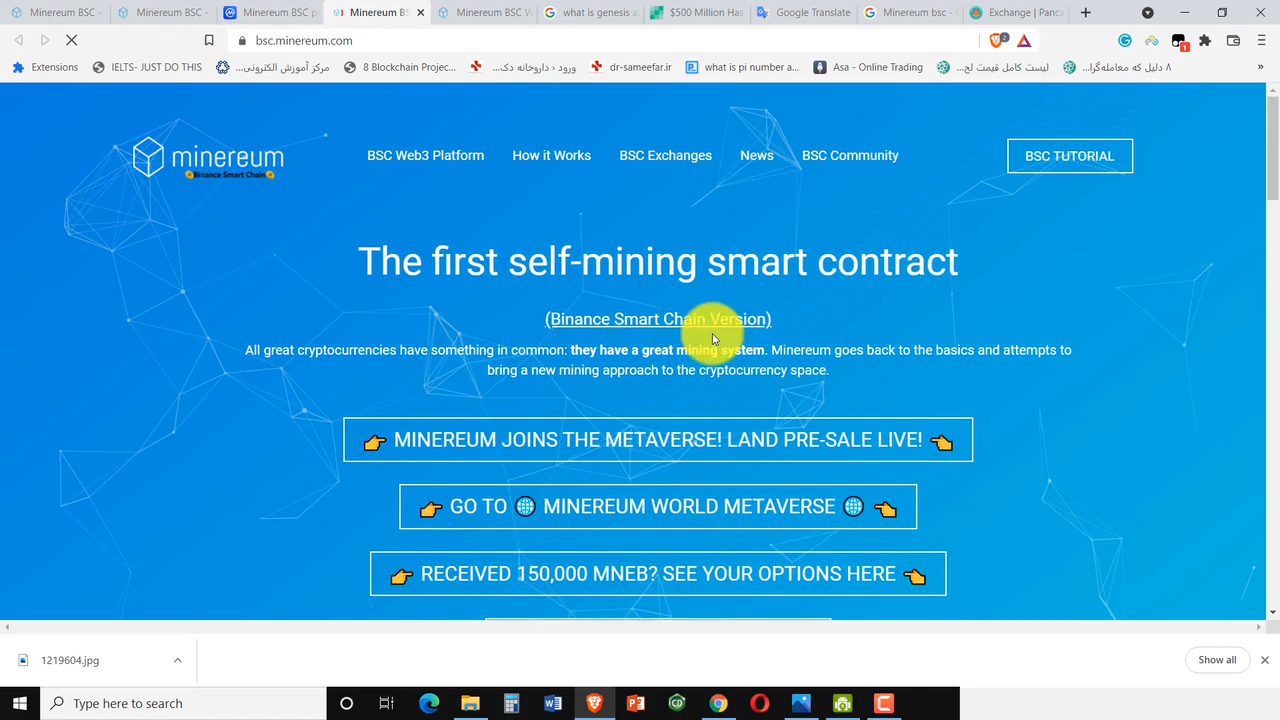 Minereum BSC -
Minereum BSC -
Minereum BSC p
Minereum BS
Minereum BSC W
what is genesis a
$500 Million Has
Google Translate
Minereum bsc - G
Exchange | Panca
bsc.minereum.com
2
1
Extensions
IELTS- JUST DO THIS
مرکز آموزش الکترونی...
8 Blockchain Projec...
ورود ‹ داروخانه دک...
dr-sameefar.ir
what is pi number a...
Asa - Online Trading
لیست کامل قیمت لح...
۸ دلیل که معامله‌گرا...
»
minereum
Binance Smart Chain
BSC Web3 Platform
How it Works
BSC Exchanges
News
BSC Community
BSC TUTORIAL
The first self-mining smart contract
(Binance Smart Chain Version)
All great cryptocurrencies have something in common: they have a great mining system. Minereum goes back to the basics and attempts to
bring a new mining approach to the cryptocurrency space.
👉 MINEREUM JOINS THE METAVERSE! LAND PRE-SALE LIVE! 👈
👉 GO TO 🌐 MINEREUM WORLD METAVERSE 🌐 👈
👉 RECEIVED 150,000 MNEB? SEE YOUR OPTIONS HERE 👈
1219604.jpg
Show all
Type here to search